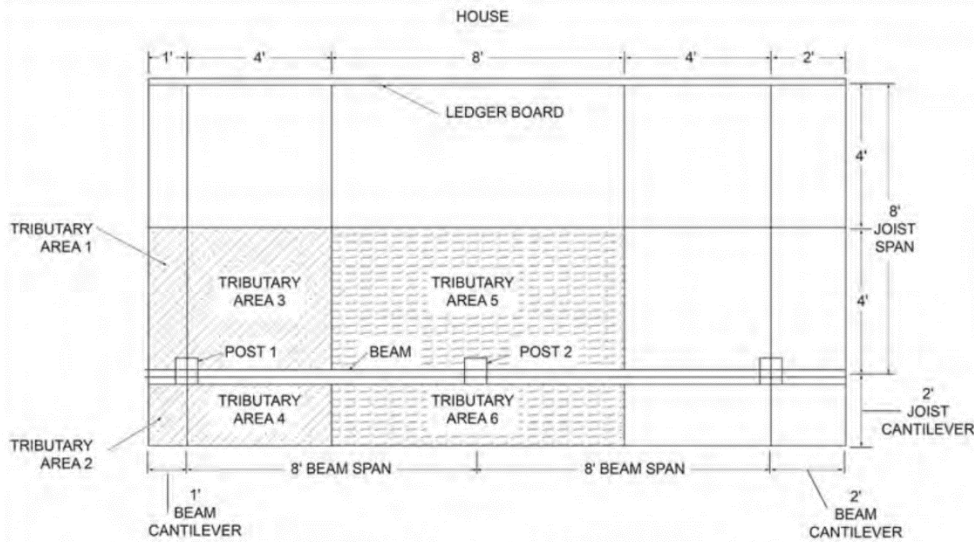 HOUSE
1' 4' 8' 4' 2'
LEDGER BOARD
4'
8'
JOIST
SPAN
TRIBUTARY
AREA 1
TRIBUTARY
AREA 3
TRIBUTARY
AREA 5
4'
POST 1
BEAM
POST 2
TRIBUTARY
AREA 4
TRIBUTARY
AREA 6
2'
JOIST
CANTILEVER
TRIBUTARY
AREA 2
8' BEAM SPAN
8' BEAM SPAN
1'
BEAM
CANTILEVER
2'
BEAM
CANTILEVER